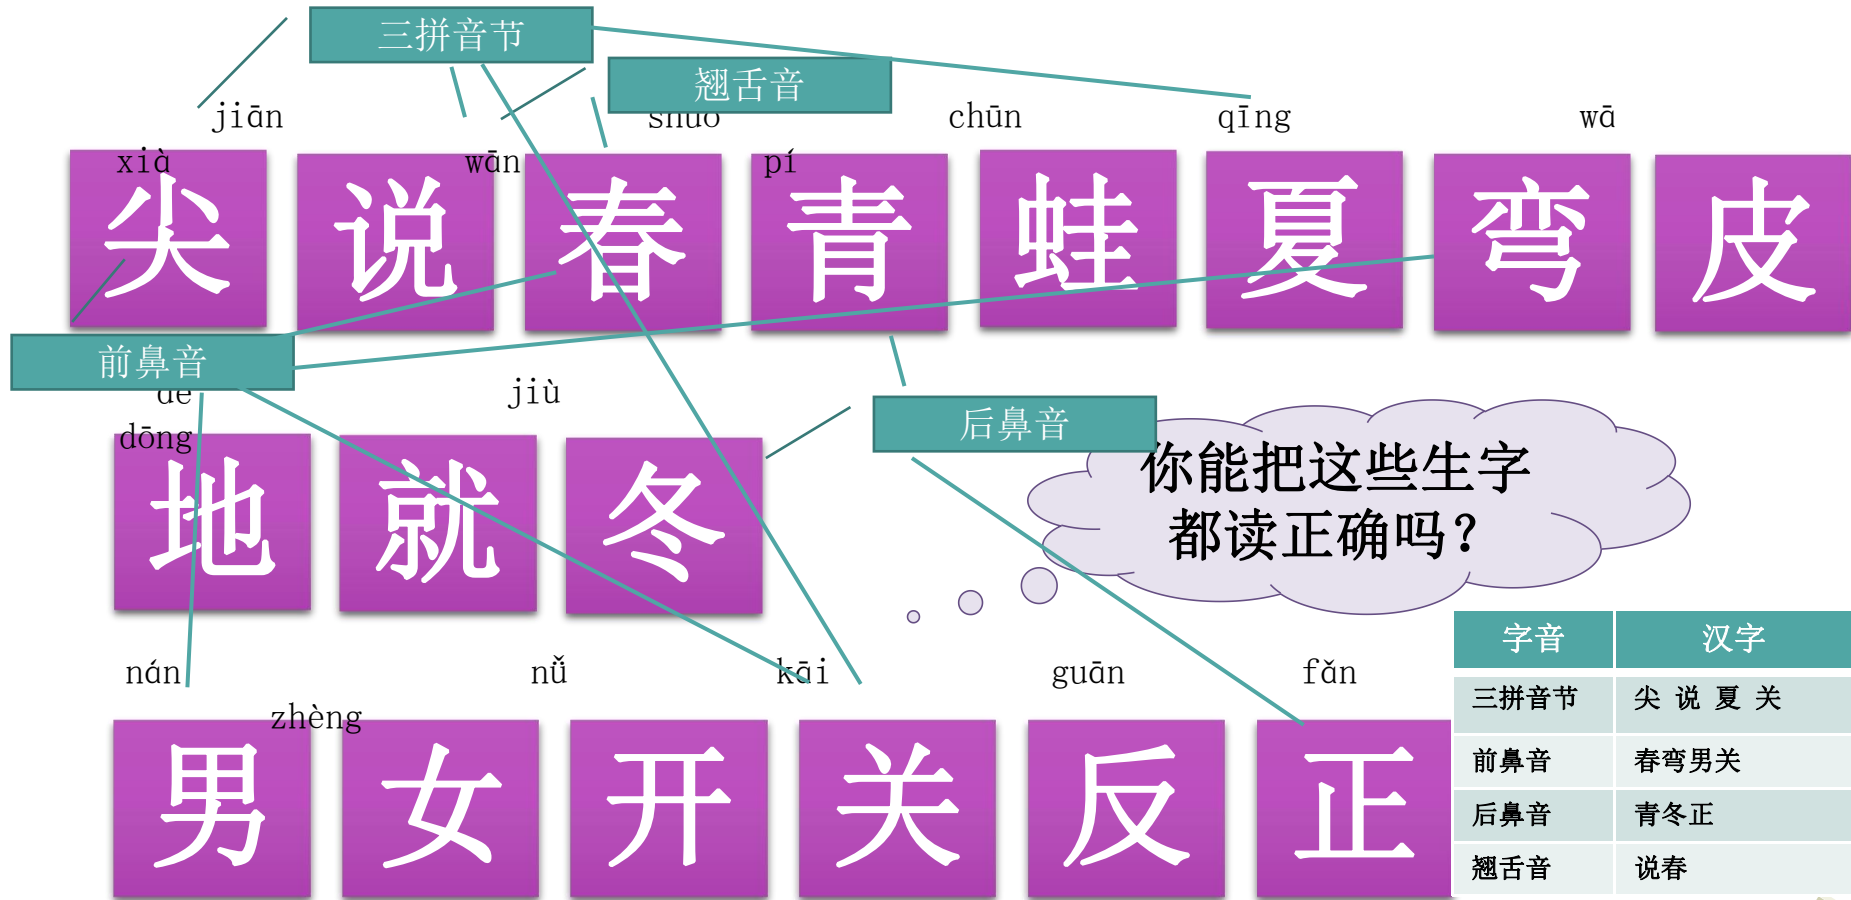 三拼音节
翘舌音
jiān shuō chūn qīng wā
xià wān pí
尖 说 春 青 蛙 夏 弯 皮
前鼻音
de jiù
dōng
后鼻音
地 就 冬
你能把这些生字
都读正确吗？
nán nǚ kāi guān fǎn
zhèng
男 女 开 关 反 正
字音 汉字
三拼音节 尖 说 夏 关
前鼻音 春弯男关
后鼻音 青冬正
翘舌音 说春